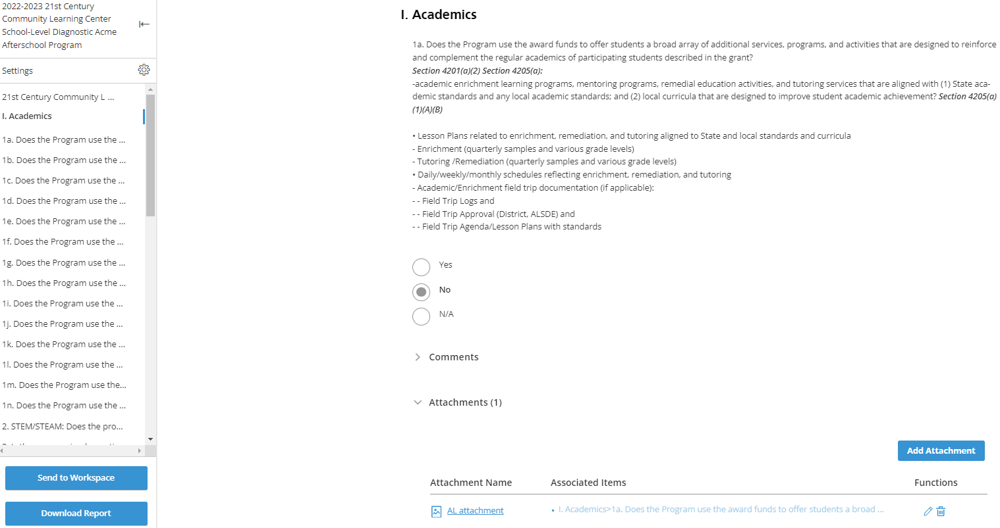 2022-2023 21st Century
Community Learning Center
School-Level Diagnostic Acme
Afterschool Program
Settings
21st Century Community L ...
I. Academics
1a. Does the Program use the ...
1b. Does the Program use the ...
1c. Does the Program use the ...
1d. Does the Program use the ...
1e. Does the Program use the ...
1f. Does the Program use the ...
1g. Does the Program use the ...
1h. Does the Program use the ...
1i. Does the Program use the ...
1j. Does the Program use the ...
1k. Does the Program use the ...
1l. Does the Program use the ...
1m. Does the Program use the...
1n. Does the Program use the ...
2. STEM/STEAM: Does the pro...
Send to Workspace
Download Report
I. Academics
1a. Does the Program use the award funds to offer students a broad array of additional services, programs, and activities that are designed to reinforce
and complement the regular academics of participating students described in the grant?
Section 4201(a)(2) Section 4205(a):
-academic enrichment learning programs, mentoring programs, remedial education activities, and tutoring services that are aligned with (1) State aca-
demic standards and any local academic standards; and (2) local curricula that are designed to improve student academic achievement? Section 4205(a)
(1)(A)(B)
• Lesson Plans related to enrichment, remediation, and tutoring aligned to State and local standards and curricula
- Enrichment (quarterly samples and various grade levels)
- Tutoring /Remediation (quarterly samples and various grade levels)
• Daily/weekly/monthly schedules reflecting enrichment, remediation, and tutoring
- Academic/Enrichment field trip documentation (if applicable):
- - Field Trip Logs and
- - Field Trip Approval (District, ALSDE) and
- - Field Trip Agenda/Lesson Plans with standards
Yes
No
N/A
Comments
Attachments (1)
Add Attachment
Attachment Name Associated Items Functions
AL attachment • I. Academics>1a. Does the Program use the award funds to offer students a broad ...